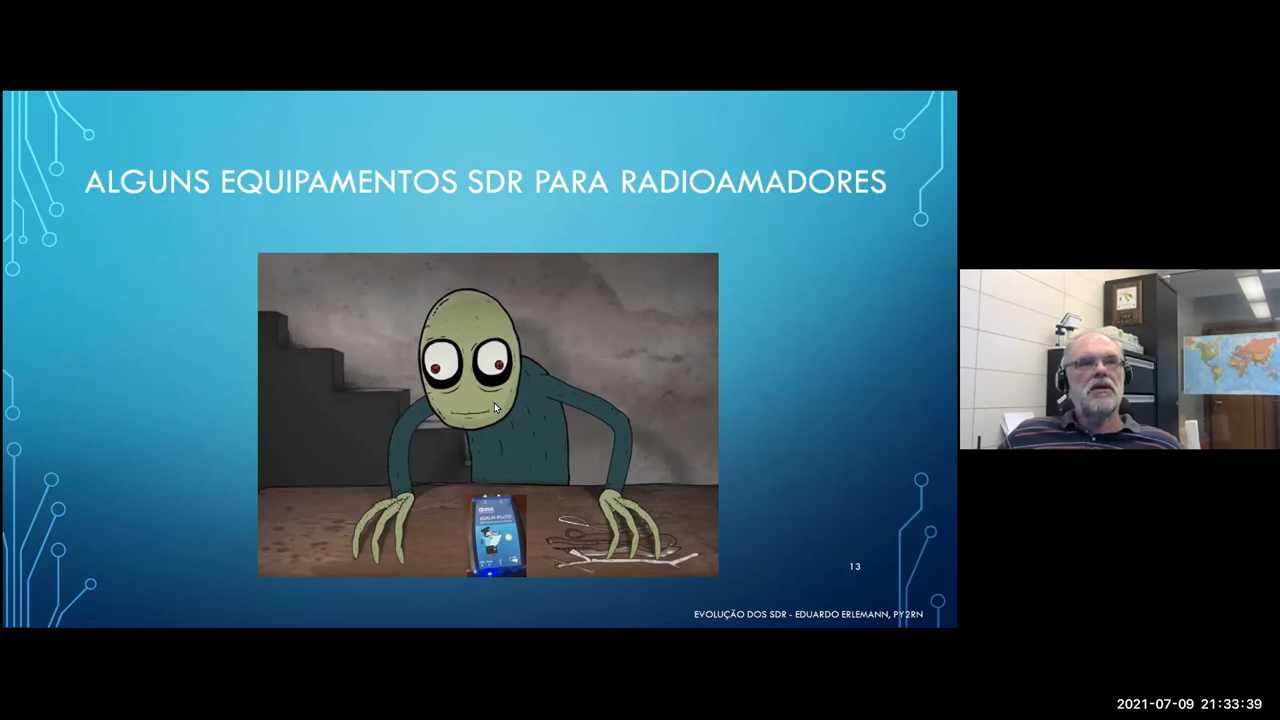 ALGUNS EQUIPAMENTOS SDR PARA RADIOAMADORES
ADALM-PLUTO
13
EVOLUÇÃO DOS SDR - EDUARDO ERLEMANN, PY2RN
2021-07-09 21:33:39